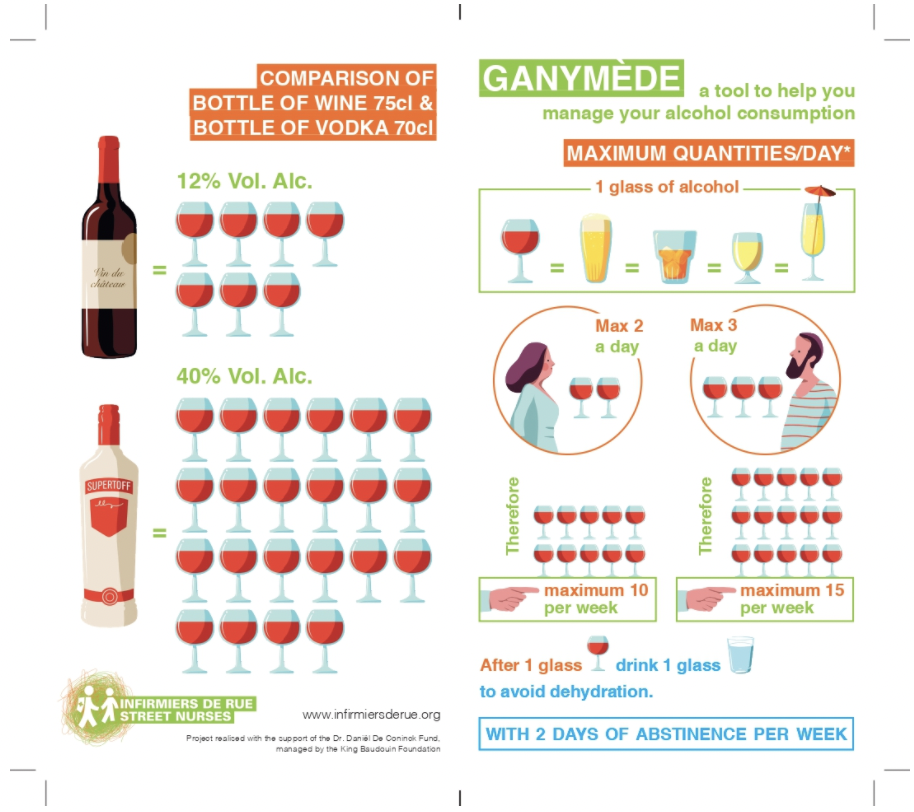 COMPARISON OF
BOTTLE OF WINE 75cl &
BOTTLE OF VODKA 70cl
12% Vol. Alc.
Vin du
château
=
40% Vol. Alc.
SUPERTOFF
=
INFIRMIERS DE RUE
STREET NURSES
www.infirmiersderue.org
Project realised with the support of the Dr. Daniël De Coninck Fund,
managed by the King Baudouin Foundation
GANYMÈDE
a tool to help you
manage your alcohol consumption
MAXIMUM QUANTITIES/DAY*
1 glass of alcohol
= = = =
Max 2
a day
Max 3
a day
Therefore
maximum 10
per week
Therefore
maximum 15
per week
After 1 glass drink 1 glass
to avoid dehydration.
WITH 2 DAYS OF ABSTINENCE PER WEEK